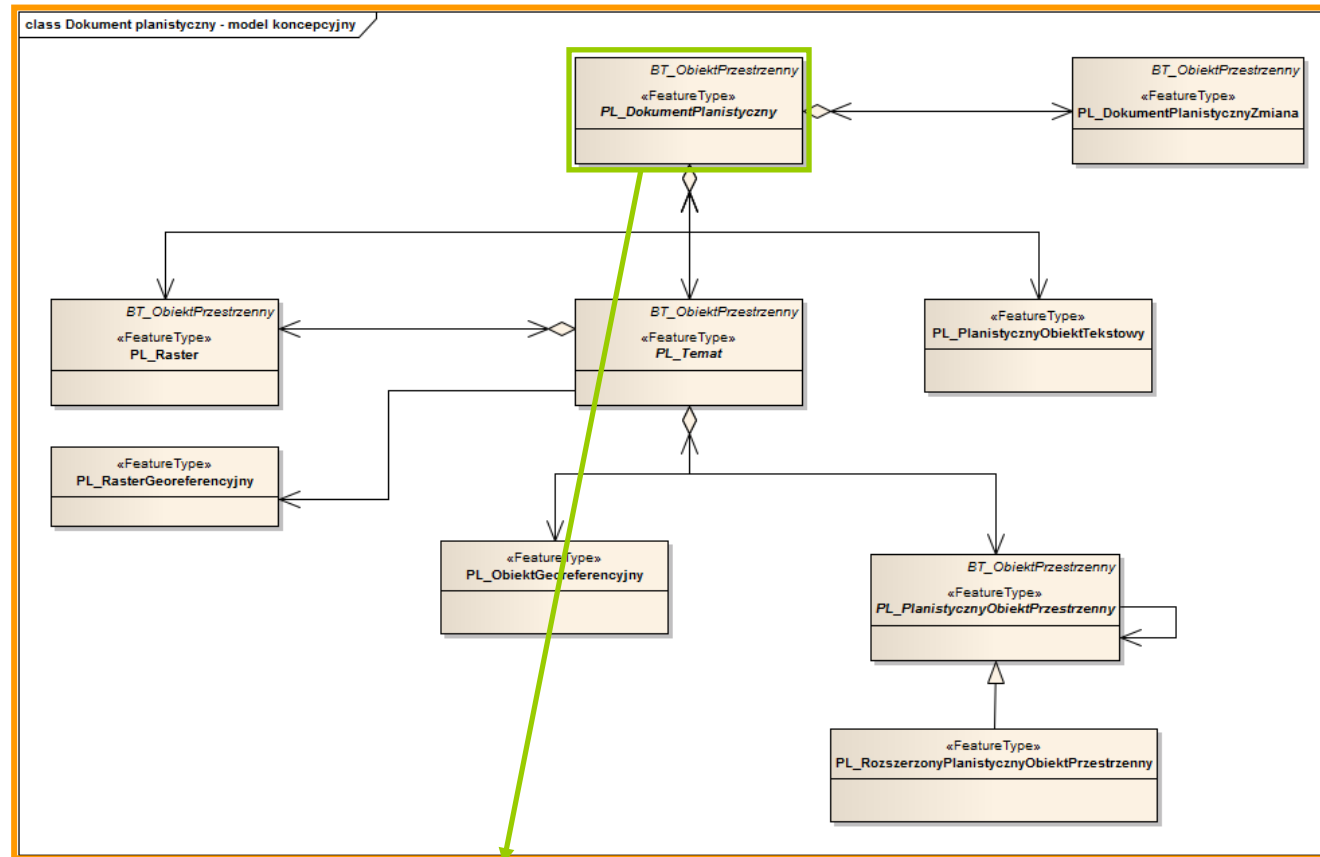 class Dokument planistyczny - model koncepcyjny
BT_ObiektPrzestrzenny
«FeatureType»
PL_DokumentPlanistyczny
BT_ObiektPrzestrzenny
«FeatureType»
PL_DokumentPlanistycznyZmiana
BT_ObiektPrzestrzenny
«FeatureType»
PL_Raster
BT_ObiektPrzestrzenny
«FeatureType»
PL_Temat
«FeatureType»
PL_PlanistycznyObiektTekstowy
«FeatureType»
PL_RasterGeoreferencyjny
«FeatureType»
PL_ObiektGeoreferencyjny
BT_ObiektPrzestrzenny
«FeatureType»
PL_PlanistycznyObiektPrzestrzenny
«FeatureType»
PL_RozszerzonyPlanistycznyObiektPrzestrzenny